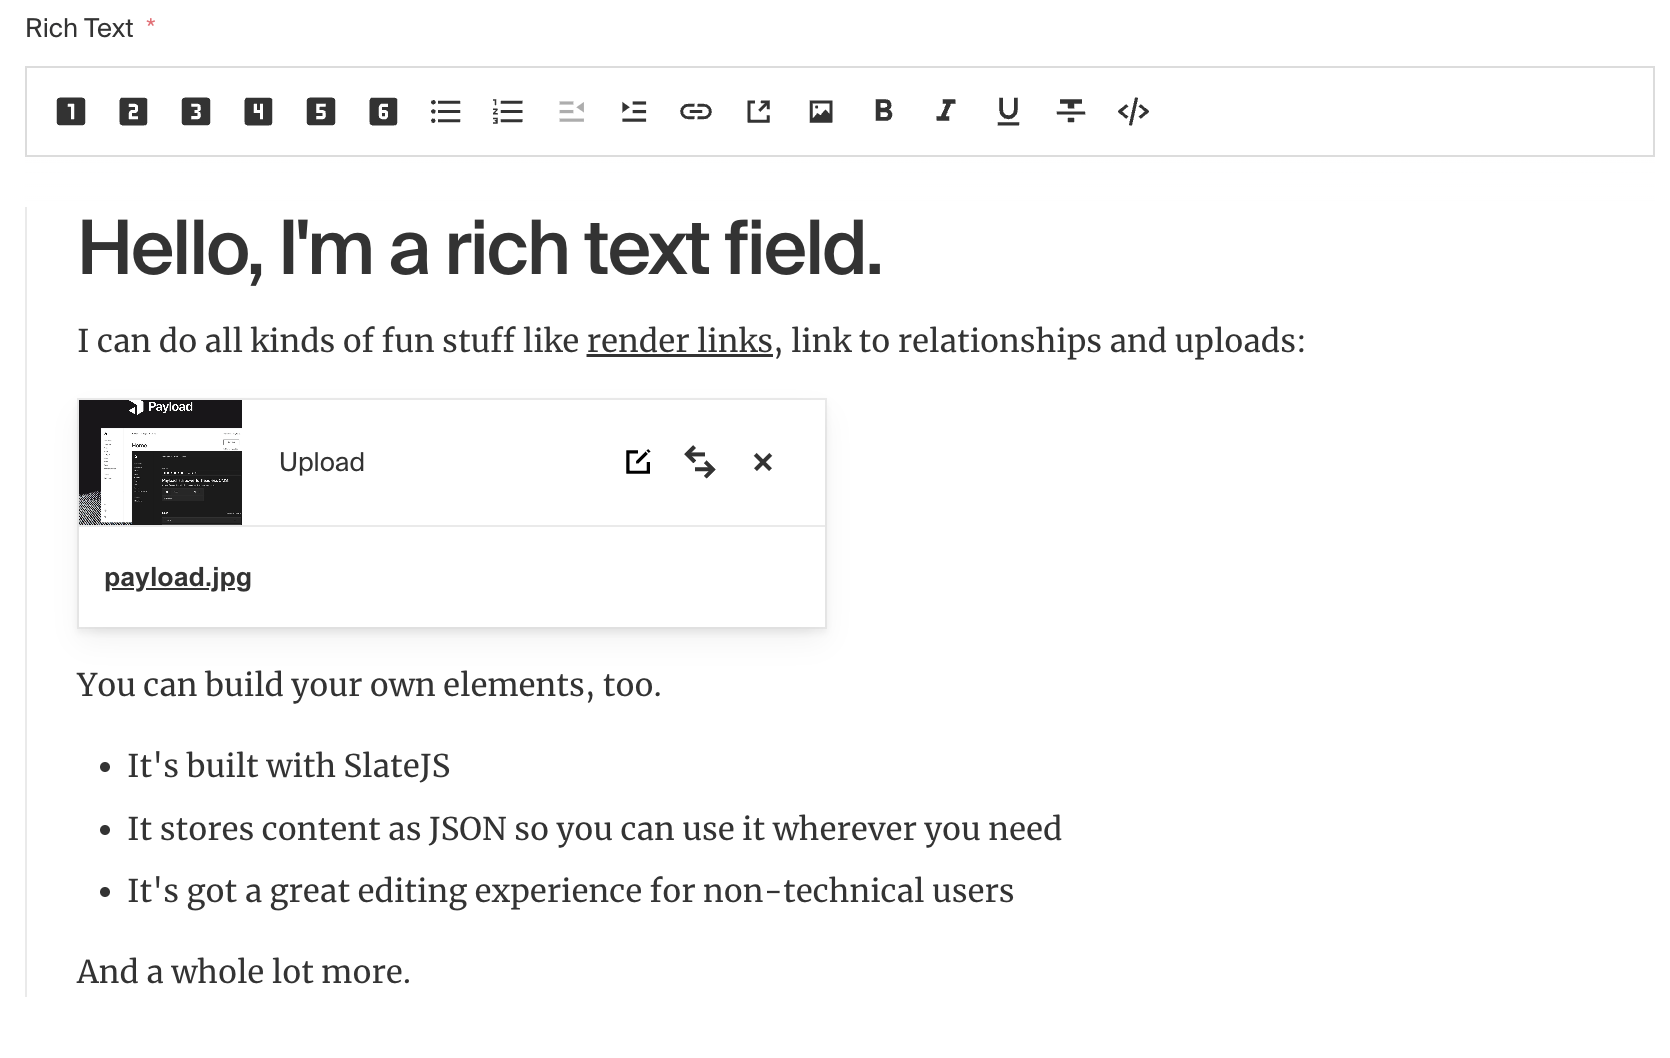 Rich Text *
1 2 3 4 5 6 B I U </>
Hello, I'm a rich text field.
I can do all kinds of fun stuff like render links, link to relationships and uploads:
Payload
Home
Upload
payload.jpg
You can build your own elements, too.
• It's built with SlateJS
• It stores content as JSON so you can use it wherever you need
• It's got a great editing experience for non-technical users
And a whole lot more.